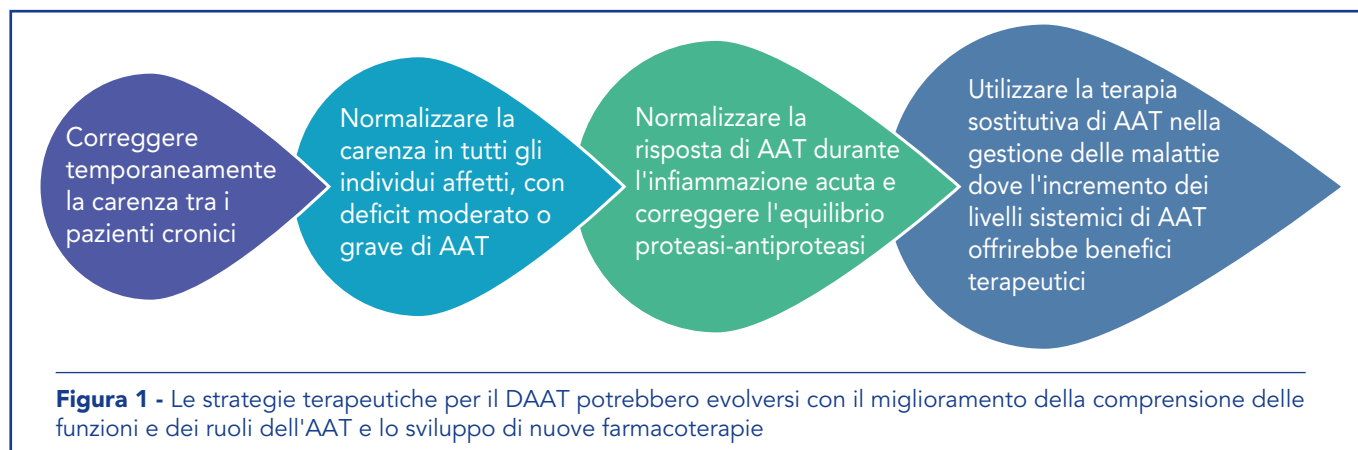 Correggere
temporaneamente
la carenza tra i
pazienti cronici
Normalizzare la
carenza in tutti gli
individui affetti, con
deficit moderato o
grave di AAT
Normalizzare la
risposta di AAT durante
l'infiammazione acuta e
correggere l'equilibrio
proteasi-antiproteasi
Utilizzare la terapia
sostitutiva di AAT nella
gestione delle malattie
dove l'incremento dei
livelli sistemici di AAT
offrirebbe benefici
terapeutici
Figura 1 - Le strategie terapeutiche per il DAAT potrebbero evolversi con il miglioramento della comprensione delle
funzioni e dei ruoli dell'AAT e lo sviluppo di nuove farmacoterapie